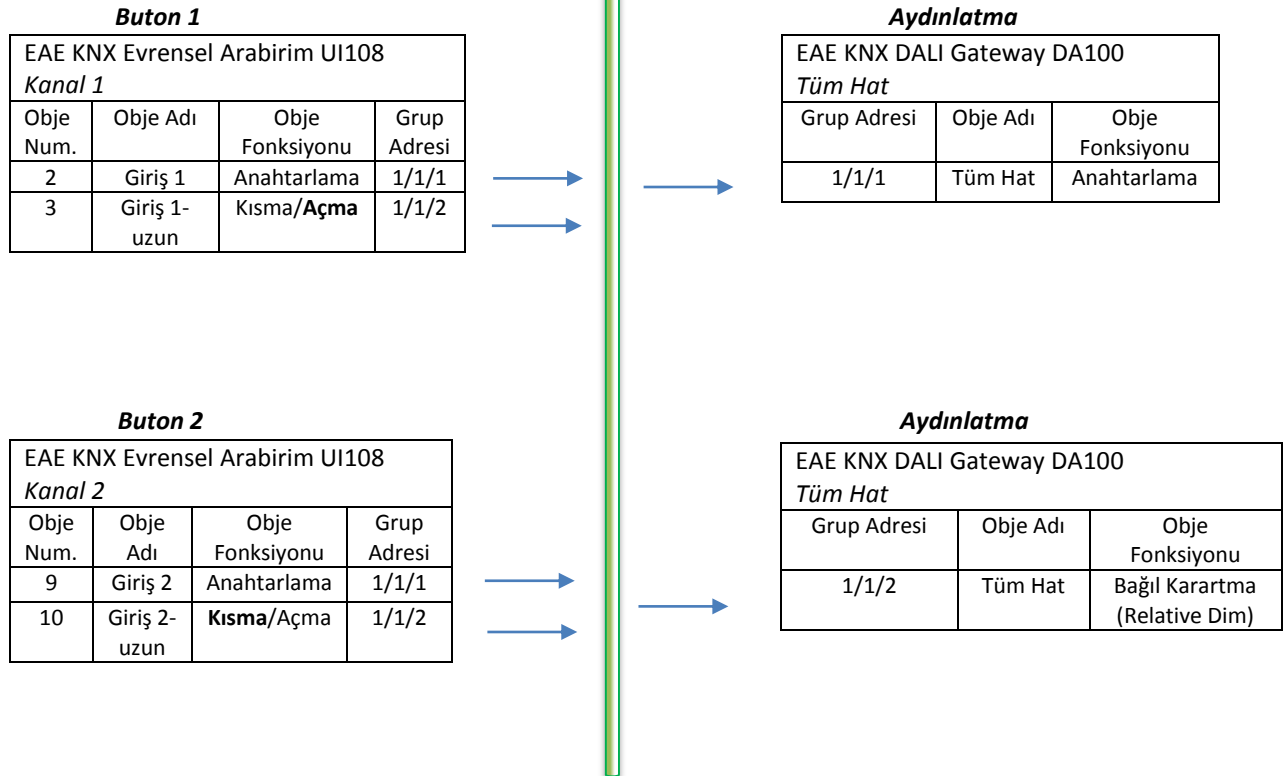 Buton 1
EAE KNX Evrensel Arabirim UI108
Kanal 1
Obje Num. Obje Adı Obje Fonksiyonu Grup Adresi
2 Giriş 1 Anahtarlama 1/1/1
3 Giriş 1-uzun Kısma/Açma 1/1/2
Aydınlatma
EAE KNX DALI Gateway DA100
Tüm Hat
Grup Adresi Obje Adı Obje Fonksiyonu
1/1/1 Tüm Hat Anahtarlama
Buton 2
EAE KNX Evrensel Arabirim UI108
Kanal 2
Obje Num. Obje Adı Obje Fonksiyonu Grup Adresi
9 Giriş 2 Anahtarlama 1/1/1
10 Giriş 2-uzun Kısma/Açma 1/1/2
Aydınlatma
EAE KNX DALI Gateway DA100
Tüm Hat
Grup Adresi Obje Adı Obje Fonksiyonu
1/1/2 Tüm Hat Bağıl Karartma (Relative Dim)